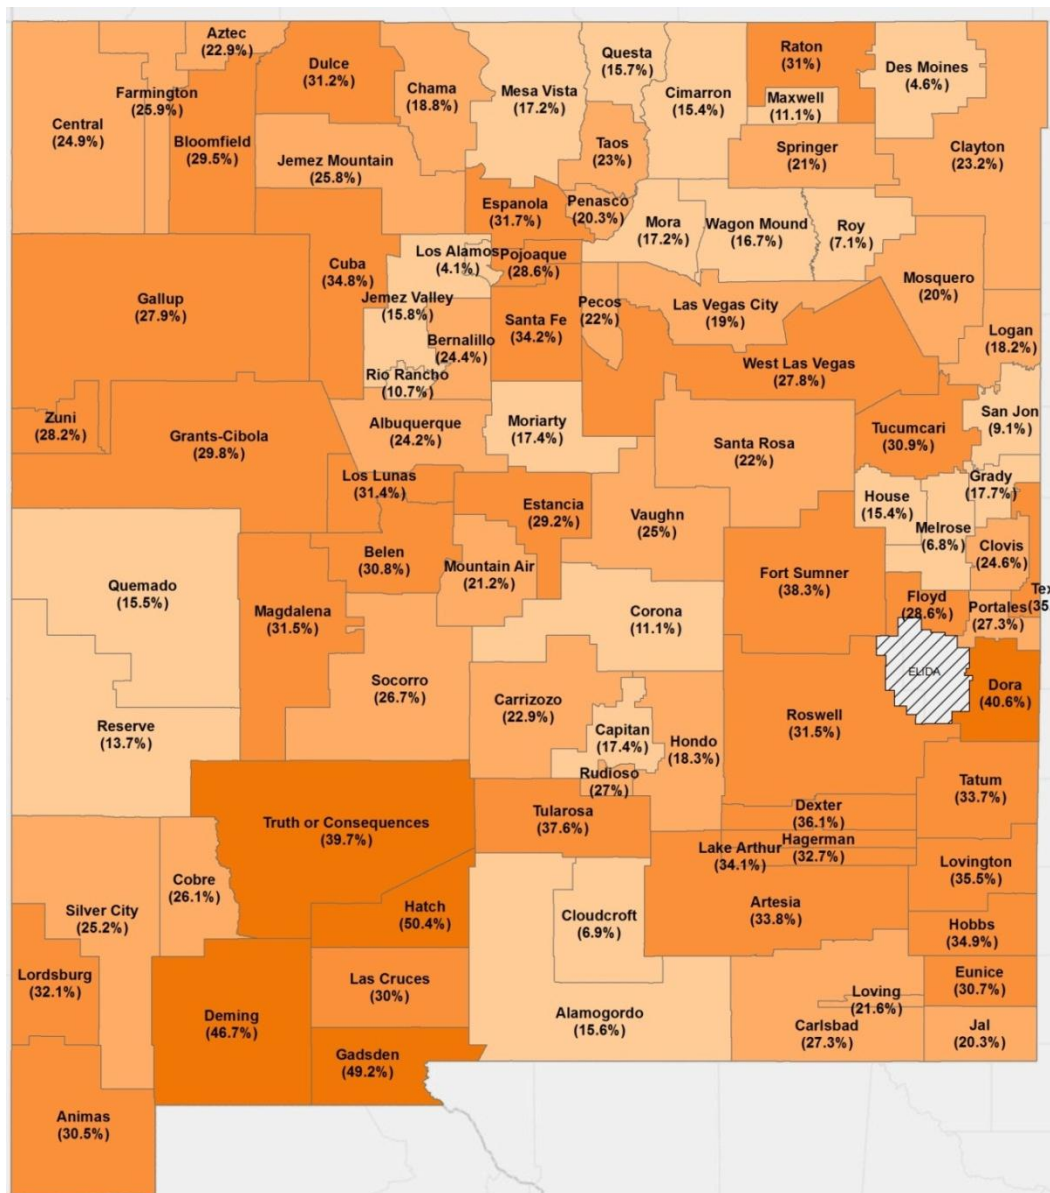 Aztec
(22.9%)
Dulce
(31.2%)
Questa
(15.7%)
Raton
(31%)
Des Moines
(4.6%)
Farmington
(25.9%)
Chama
(18.8%)
Mesa Vista
(17.2%)
Cimarron
(15.4%)
Maxwell
(11.1%)
Central
(24.9%)
Bloomfield
(29.5%)
Taos
(23%)
Springer
(21%)
Clayton
(23.2%)
Jemez Mountain
(25.8%)
Espanola
(31.7%)
Penasco
(20.3%)
Mora
(17.2%)
Wagon Mound
(16.7%)
Roy
(7.1%)
Los Alamos
(4.1%)
Pojoaque
(28.6%)
Cuba
(34.8%)
Mosquero
(20%)
Gallup
(27.9%)
Jemez Valley
(15.8%)
Pecos
(22%)
Las Vegas City
(19%)
Santa Fe
(34.2%)
Logan
(18.2%)
Bernalillo
(24.4%)
West Las Vegas
(27.8%)
Rio Rancho
(10.7%)
San Jon
(9.1%)
Zuni
(28.2%)
Grants-Cibola
(29.8%)
Albuquerque
(24.2%)
Moriarty
(17.4%)
Santa Rosa
(22%)
Tucumcari
(30.9%)
Los Lunas
(31.4%)
Grady
(17.7%)
Estancia
(29.2%)
Vaughn
(25%)
House
(15.4%)
Melrose
(6.8%)
Belen
(30.8%)
Mountain Air
(21.2%)
Clovis
(24.6%)
Quemado
(15.5%)
Fort Sumner
(38.3%)
Tex
(35.
Magdalena
(31.5%)
Corona
(11.1%)
Floyd
(28.6%)
Portales
(27.3%)
ELIDA
Socorro
(26.7%)
Dora
(40.6%)
Carrizozo
(22.9%)
Reserve
(13.7%)
Roswell
(31.5%)
Capitan
(17.4%)
Hondo
(18.3%)
Rudioso
(27%)
Tatum
(33.7%)
Truth or Consequences
(39.7%)
Tularosa
(37.6%)
Dexter
(36.1%)
Lake Arthur
(34.1%)
Hagerman
(32.7%)
Lovington
(35.5%)
Cobre
(26.1%)
Silver City
(25.2%)
Hatch
(50.4%)
Cloudcroft
(6.9%)
Artesia
(33.8%)
Hobbs
(34.9%)
Lordsburg
(32.1%)
Las Cruces
(30%)
Eunice
(30.7%)
Loving
(21.6%)
Deming
(46.7%)
Alamogordo
(15.6%)
Carlsbad
(27.3%)
Jal
(20.3%)
Gadsden
(49.2%)
Animas
(30.5%)